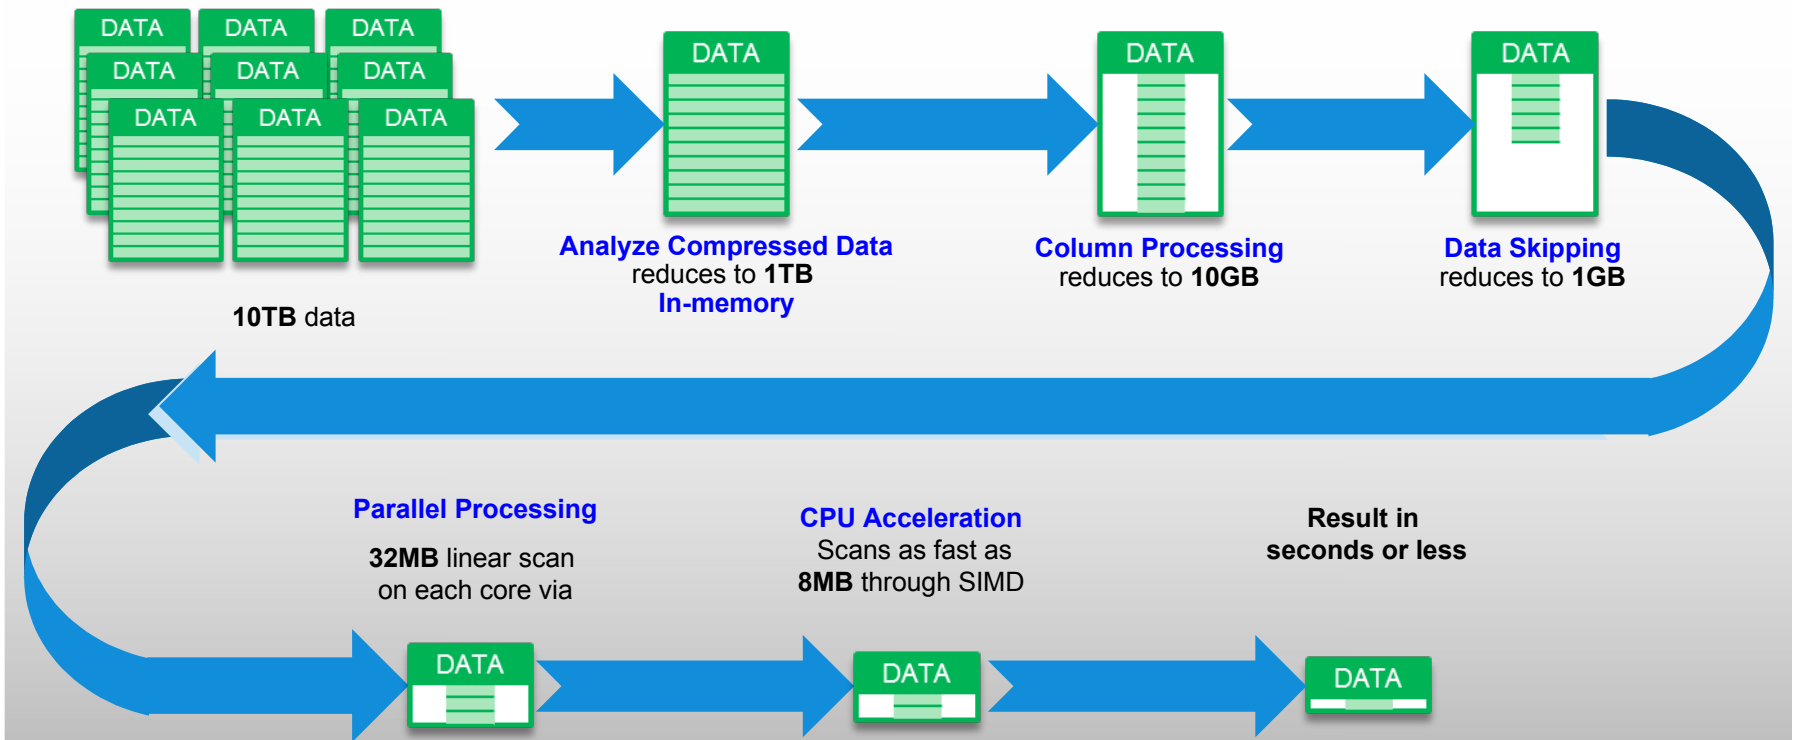 DATA DATA DATA
DATA DATA DATA
DATA DATA DATA
10TB data
DATA
Analyze Compressed Data
reduces to 1TB
In-memory
DATA
Column Processing
reduces to 10GB
DATA
Data Skipping
reduces to 1GB
Parallel Processing
32MB linear scan
on each core via
DATA
CPU Acceleration
Scans as fast as
8MB through SIMD
DATA
Result in
seconds or less
DATA